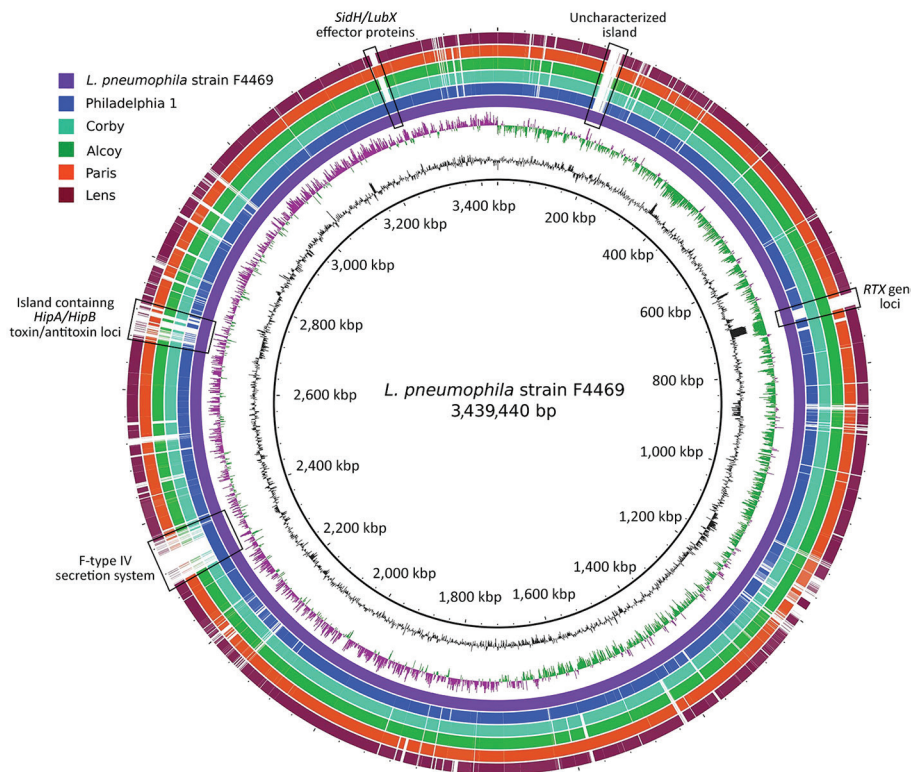 SidH/LubX
effector proteins
Uncharacterized
island
L. pneumophila strain F4469
Philadelphia 1
Corby
Alcoy
Paris
Lens
3,400 kbp
200 kbp
400 kbp
600 kbp
800 kbp
1,000 kbp
1,200 kbp
1,400 kbp
1,600 kbp
1,800 kbp
2,000 kbp
2,200 kbp
2,400 kbp
2,600 kbp
2,800 kbp
3,000 kbp
3,200 kbp
RTX gen
loci
Island containng
HipA/HipB
toxin/antitoxin loci
L. pneumophila strain F4469
3,439,440 bp
F-type IV
secretion system